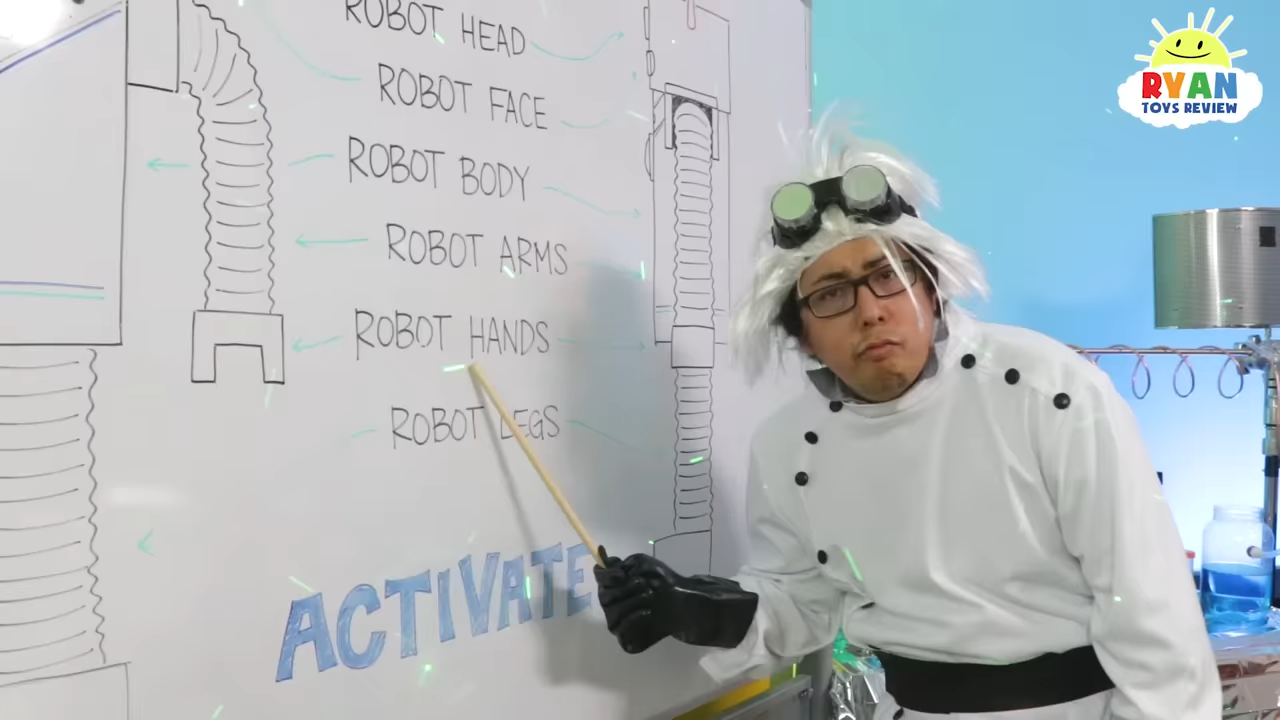 ROBOT HEAD
ROBOT FACE
ROBOT BODY
ROBOT ARMS
ROBOT HANDS
ROBOT LEGS
ACTIVATE
RYAN
TOYS REVIEW